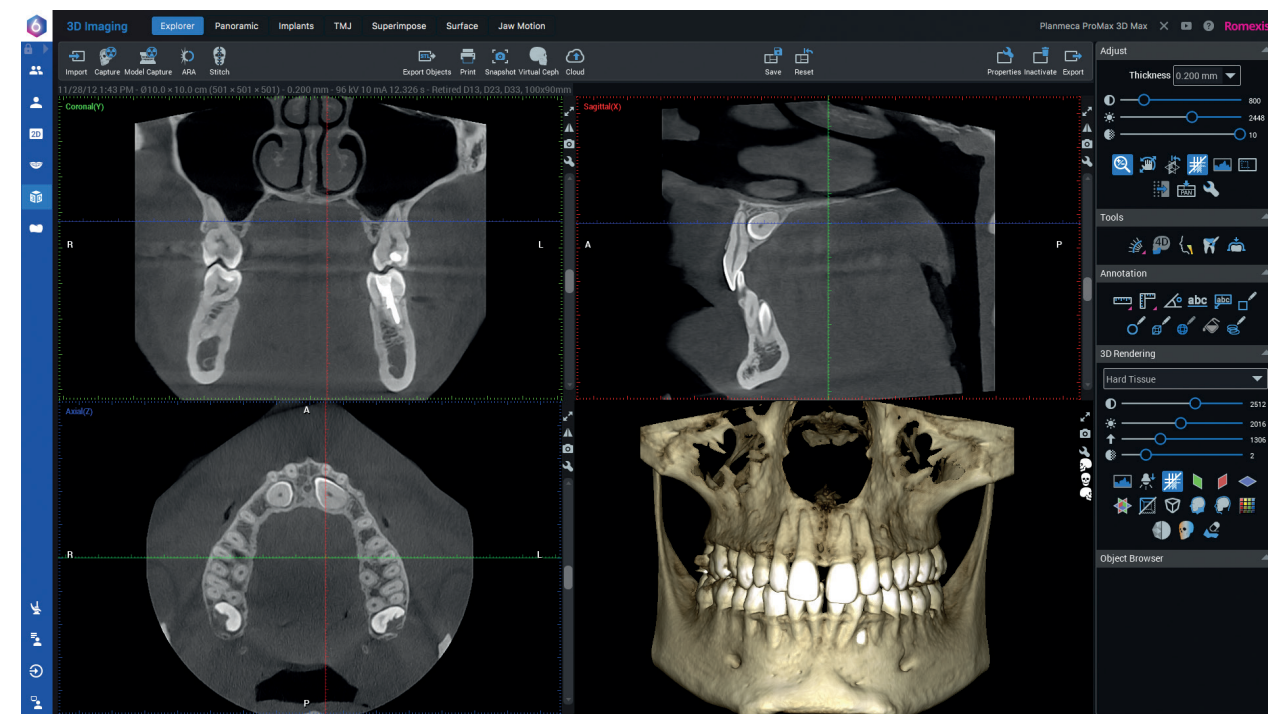 6 3D Imaging Explorer Panoramic Implants TMJ Superimpose Surface Jaw Motion Planmeca ProMax 3D Max Romexis
Import Capture Model Capture ARA Stitch Export Objects Print Snapshot Virtual Ceph Cloud Save Reset Properties Inactivate Export
11/28/12 1:43 PM - Ø10.0 × 10.0 cm (501 × 501 × 501) - 0.200 mm - 96 kV 10 mA 12.326 s - Retired D13, D23, D33, 100x90mm
Coronal(Y)
R
L
Sagittal(X)
A
P
Axial(Z)
A
R
L
P
2D
Adjust
Thickness 0.200 mm
800
2448
10
PAN
Tools
4D
Annotation
abc abc
3D Rendering
Hard Tissue
2512
2016
1306
2
Object Browser